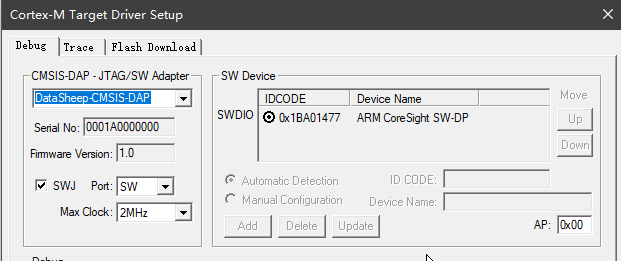 Cortex-M Target Driver Setup
Debug Trace Flash Download
CMSIS-DAP - JTAG/SW Adapter
DataSheep-CMSIS-DAP
Serial No: 0001A0000000
Firmware Version: 1.0
SWJ Port: SW
Max Clock: 2MHz
SW Device
IDCODE Device Name Move
SWDIO 0x1BA01477 ARM CoreSight SW-DP Up
Down
Automatic Detection ID CODE:
Manual Configuration Device Name:
Add Delete Update AP: 0x00